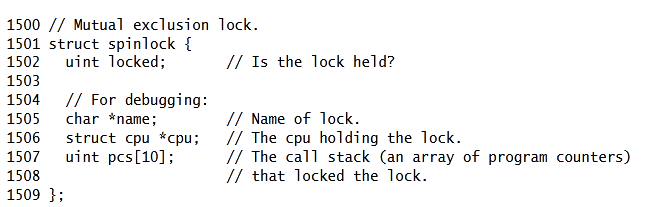 1500 // Mutual exclusion lock.
1501 struct spinlock {
1502   uint locked;       // Is the lock held?
1503
1504   // For debugging:
1505   char *name;        // Name of lock.
1506   struct cpu *cpu;   // The cpu holding the lock.
1507   uint pcs[10];      // The call stack (an array of program counters)
1508                      // that locked the lock.
1509 };